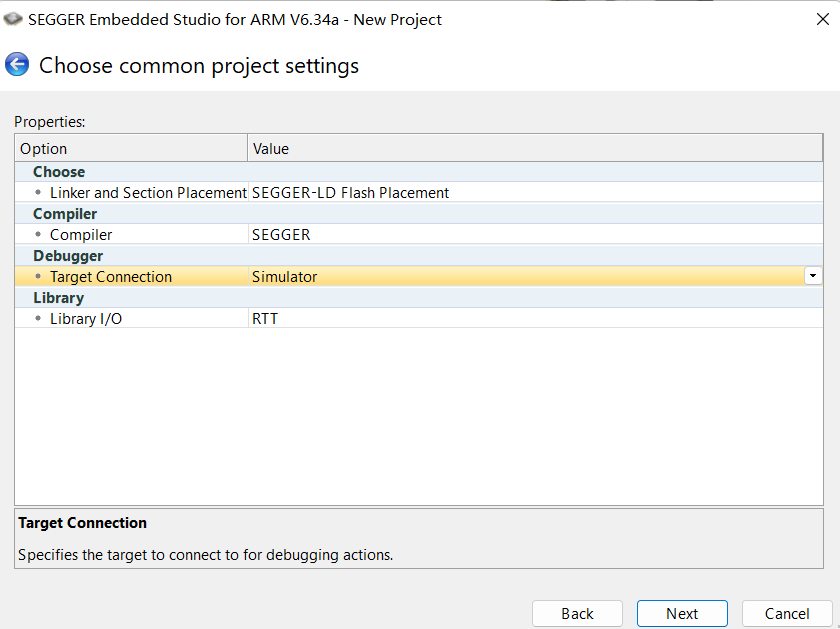 SEGGER Embedded Studio for ARM V6.34a - New Project
Choose common project settings
Properties:
Option Value
Choose
Linker and Section Placement SEGGER-LD Flash Placement
Compiler
Compiler SEGGER
Debugger
Target Connection Simulator
Library
Library I/O RTT
Target Connection
Specifies the target to connect to for debugging actions.
Back Next Cancel